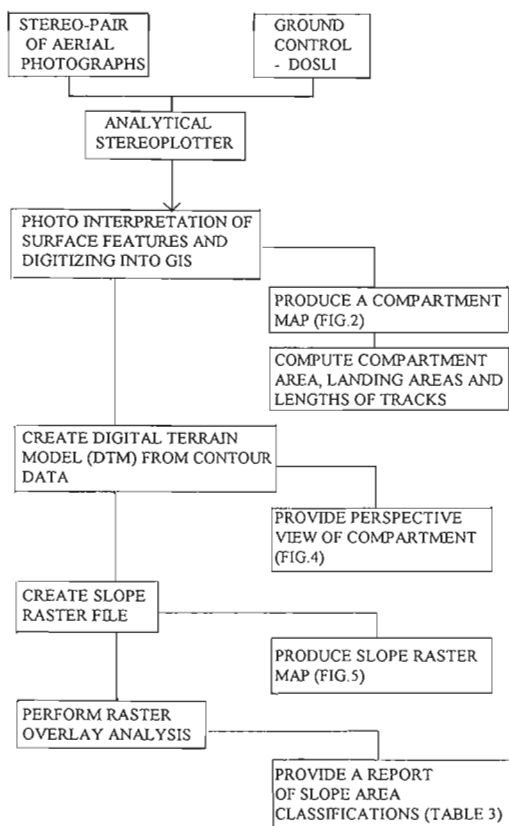 STEREO-PAIR
OF AERIAL
PHOTOGRAPHS
GROUND
CONTROL
- DOSLI
ANALYTICAL
STEREOPLOTTER
PHOTO INTERPRETATION OF
SURFACE FEATURES AND
DIGITIZING INTO GIS
PRODUCE A COMPARTMENT
MAP (FIG.2)
COMPUTE COMPARTMENT
AREA, LANDING AREAS AND
LENGTHS OF TRACKS
CREATE DIGITAL TERRAIN
MODEL (DTM) FROM CONTOUR
DATA
PROVIDE PERSPECTIVE
VIEW OF COMPARTMENT
(FIG.4)
CREATE SLOPE
RASTER FILE
PRODUCE SLOPE RASTER
MAP (FIG.5)
PERFORM RASTER
OVERLAY ANALYSIS
PROVIDE A REPORT
OF SLOPE AREA
CLASSIFICATIONS (TABLE 3)